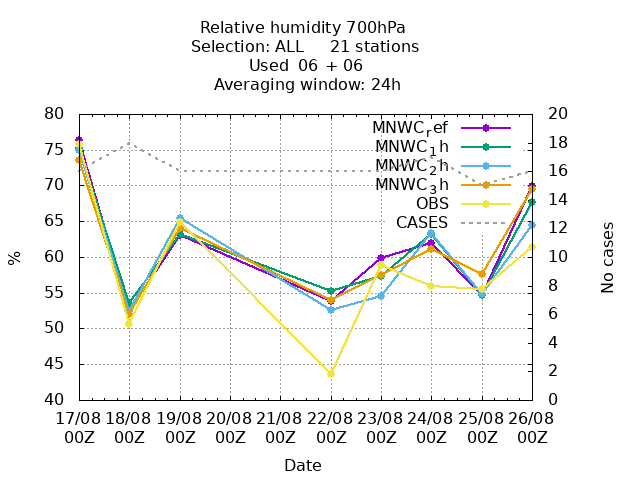 Relative humidity 700hPa
Selection: ALL     21 stations
Used  06 + 06
Averaging window: 24h
80 20
75 18
70 16
65 14
60 12
55 10
50 8
45 6
40 4
2
0
%
No cases
MNWC_ref
MNWC_1h
MNWC_2h
MNWC_3h
OBS
CASES
17/08 18/08 19/08 20/08 21/08 22/08 23/08 24/08 25/08 26/08
00Z 00Z 00Z 00Z 00Z 00Z 00Z 00Z 00Z 00Z
Date